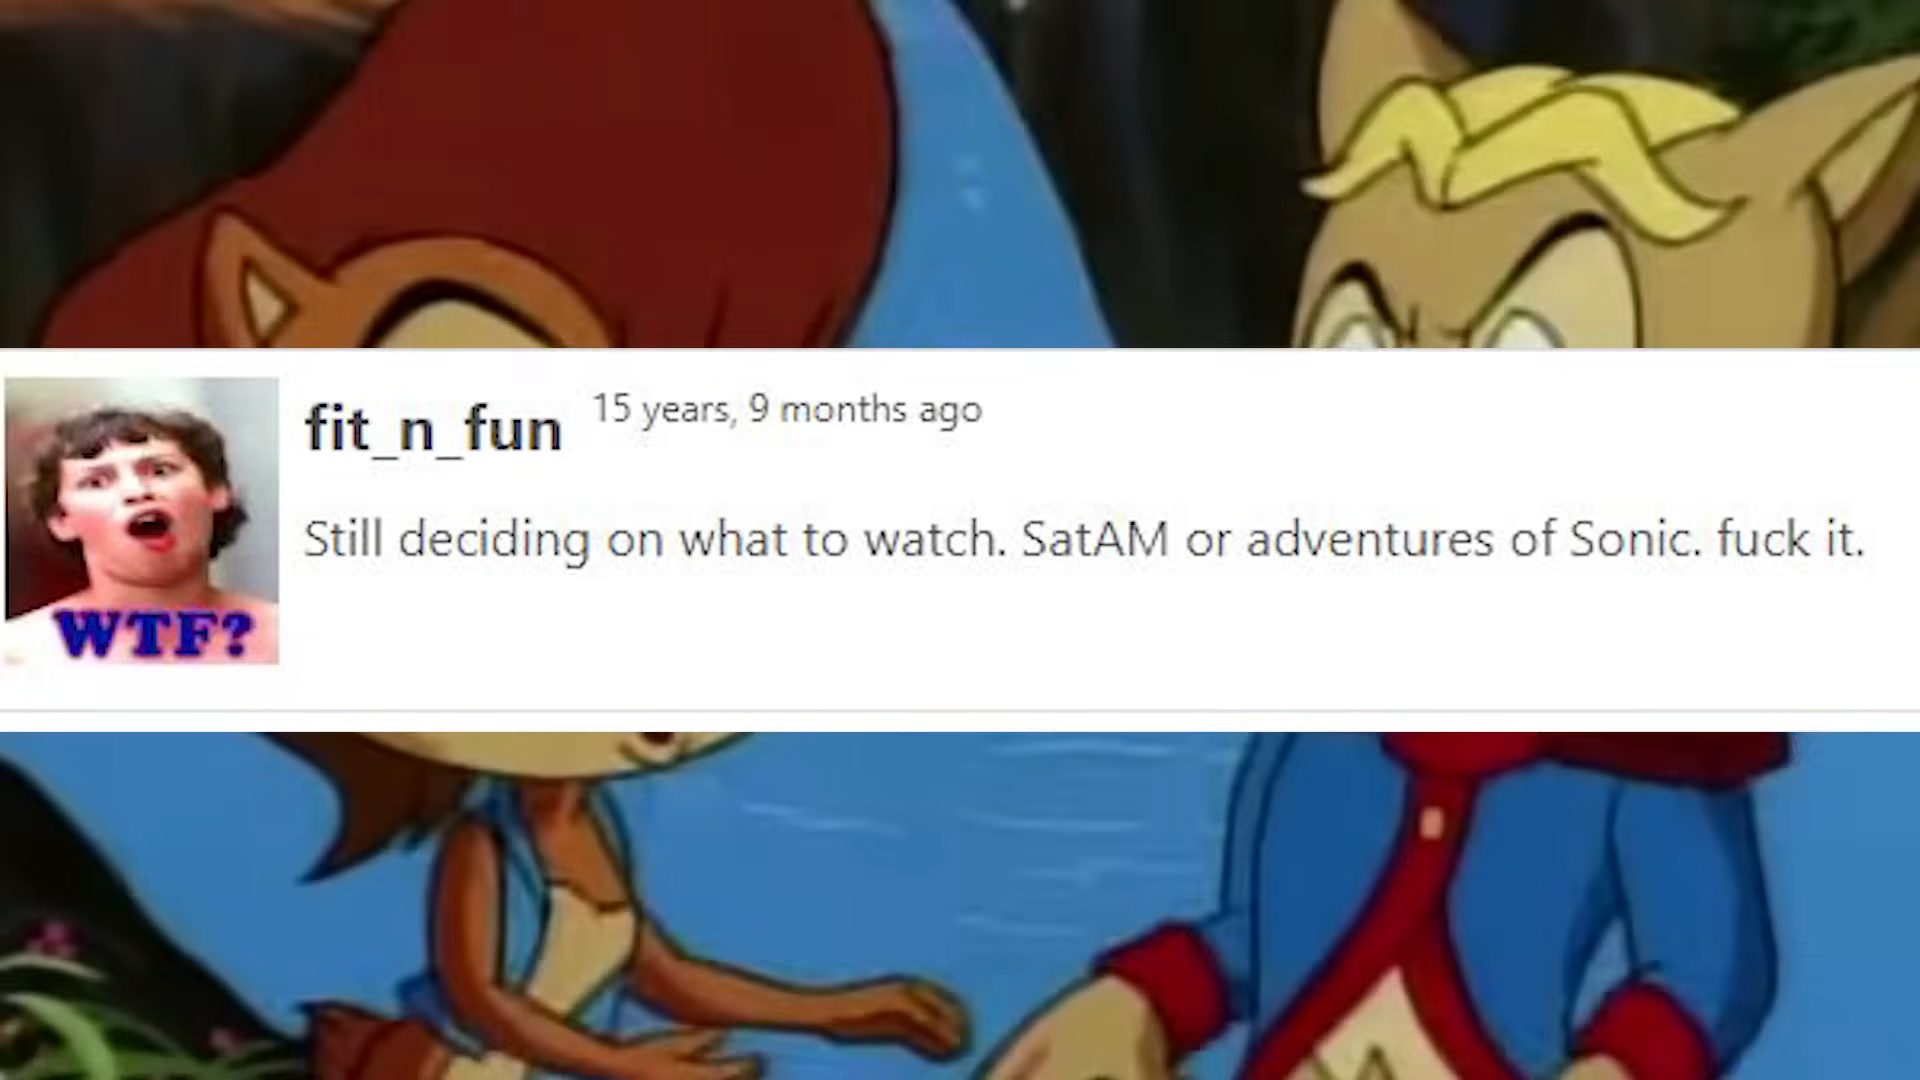 fit_n_fun 15 years, 9 months ago
Still deciding on what to watch. SatAM or adventures of Sonic. fuck it.
WTF?